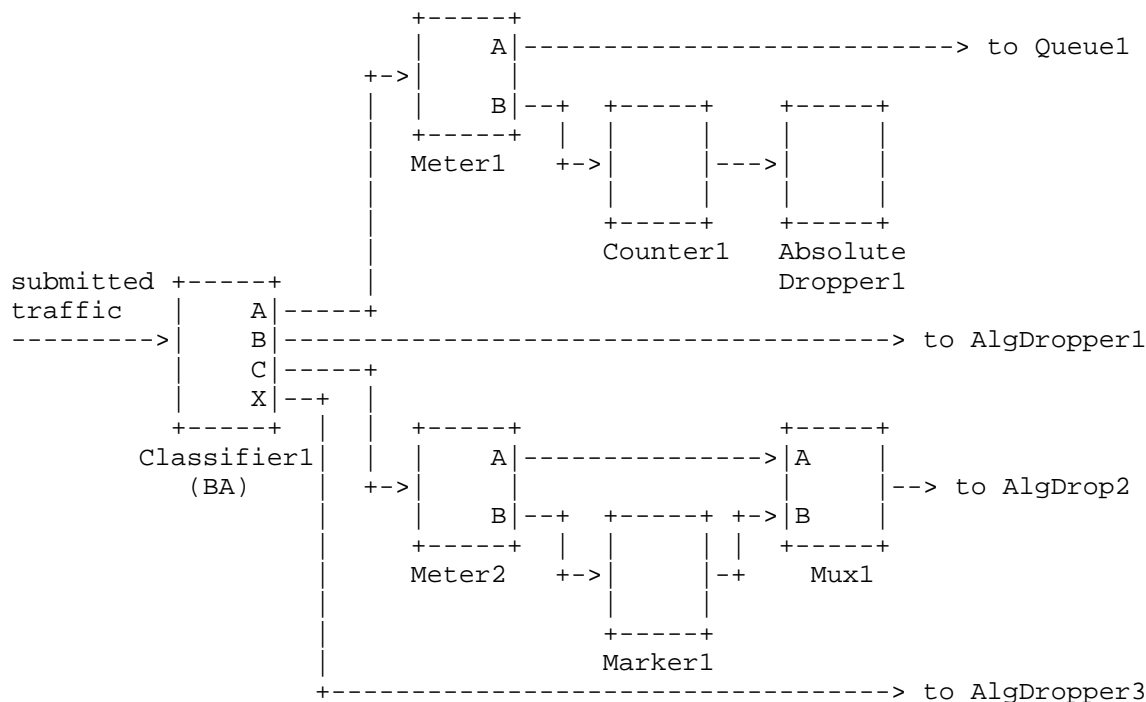 A to Queue1
B
Meter1
Counter1 Absolute
submitted Dropper1
traffic A
B to AlgDropper1
C
X
Classifier1 A A
(BA) to AlgDrop2
B B
Meter2 Mux1
Marker1
to AlgDropper3